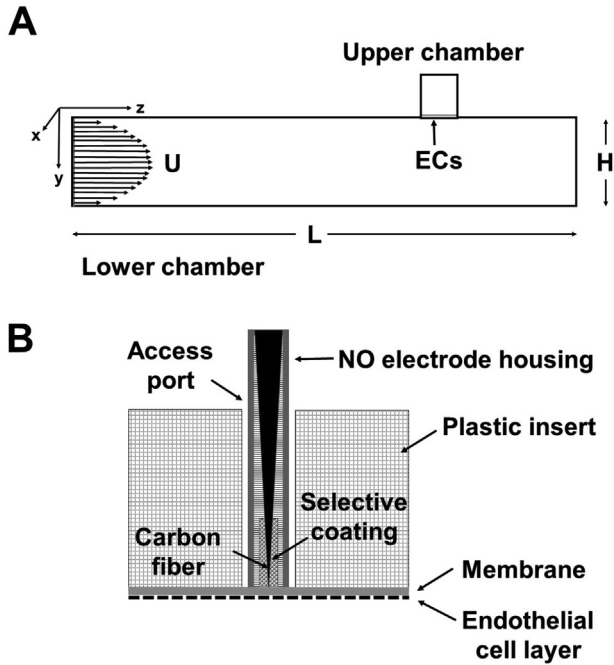 A
Upper chamber
z
x
y
U
ECs
H
L
Lower chamber
B
Access
port
NO electrode housing
Plastic insert
Selective
coating
Carbon
fiber
Membrane
Endothelial
cell layer